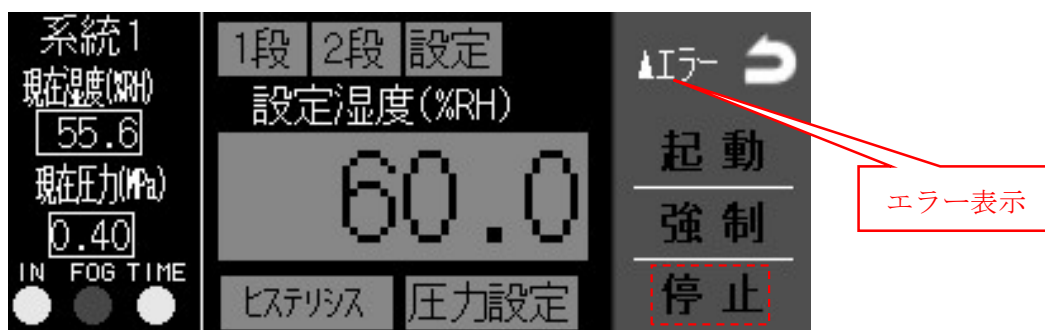 系統1
現在湿度(%RH)
55.6
現在圧力(MPa)
0.40
IN FOG TIME
1段 2段 設定
設定湿度(%RH)
60.0
ヒステリシス 圧力設定
エラー
起動
強制
停止
エラー表示